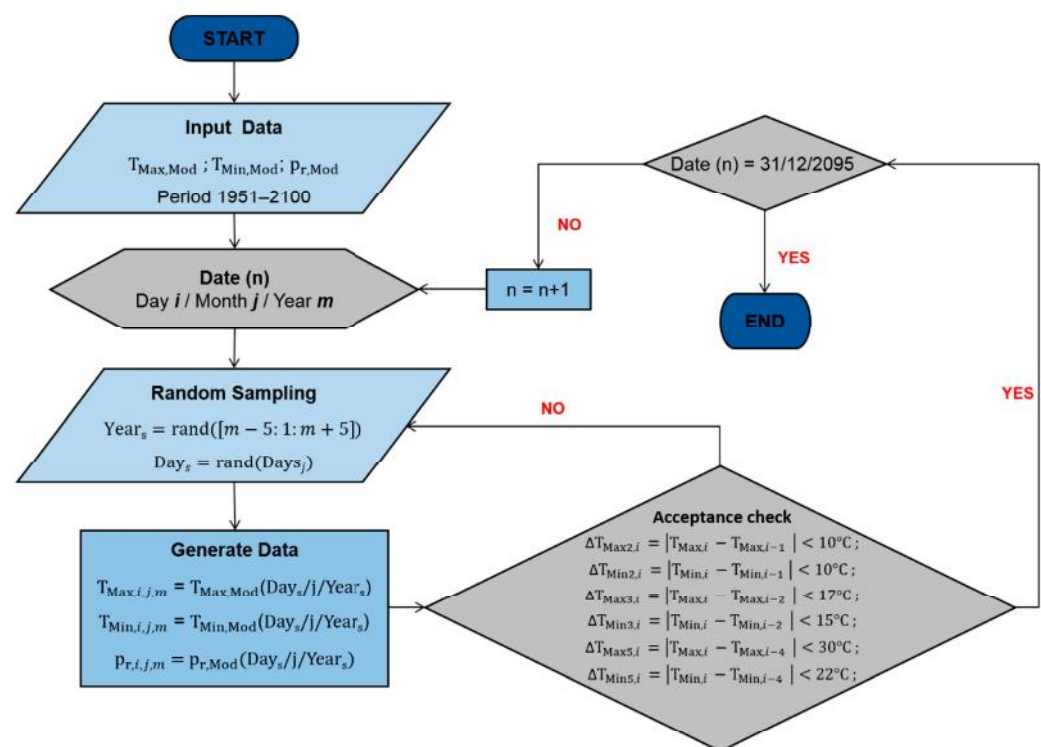 START
Input Data
T_Max,Mod ; T_Min,Mod; p_r,Mod
Period 1951–2100
Date (n)
Day i / Month j / Year m
Random Sampling
Year_s = rand([m − 5: 1: m + 5])
Day_s = rand(Days_j)
Generate Data
T_Max,i,j,m = T_Max,Mod(Day_s/j/Year_s)
T_Min,i,j,m = T_Min,Mod(Day_s/j/Year_s)
p_r,i,j,m = p_r,Mod(Day_s/j/Year_s)
Acceptance check
ΔT_Max2,i = |T_Max,i − T_Max,i−1 | < 10°C ;
ΔT_Min2,i = |T_Min,i − T_Min,i−1 | < 10°C ;
ΔT_Max3,i = |T_Max,i − T_Max,i−2 | < 17°C ;
ΔT_Min3,i = |T_Min,i − T_Min,i−2 | < 15°C ;
ΔT_Max5,i = |T_Max,i − T_Max,i−4 | < 30°C ;
ΔT_Min5,i = |T_Min,i − T_Min,i−4 | < 22°C ;
NO
YES
Date (n) = 31/12/2095
NO
n = n+1
YES
END